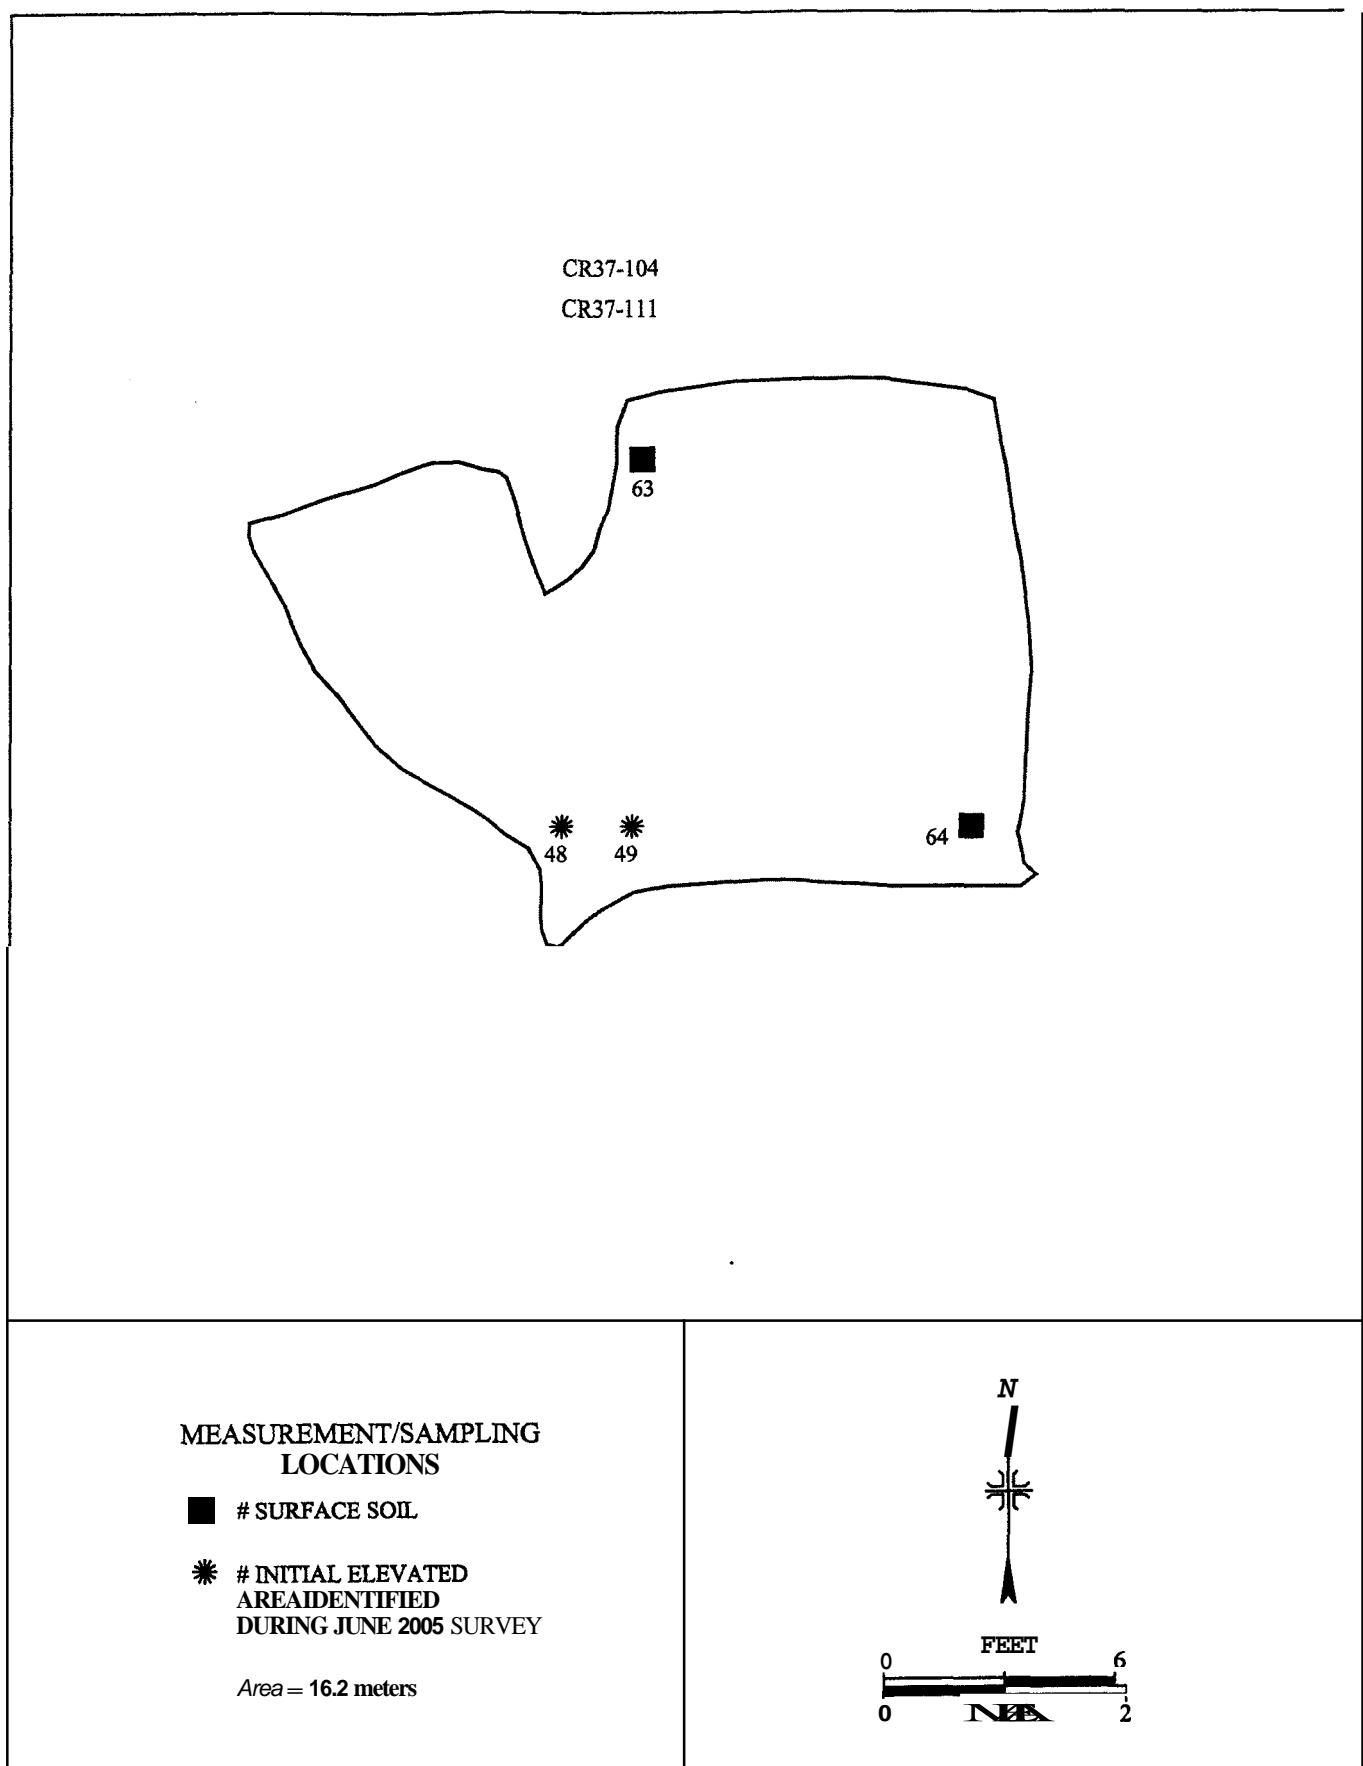 CR37-104
CR37-111
63
48
49
64
MEASUREMENT/SAMPLING
LOCATIONS
# SURFACE SOIL
# INITIAL ELEVATED
AREAIDENTIFIED
DURING JUNE 2005 SURVEY
Area = 16.2 meters
N
FEET
0 6
0 2